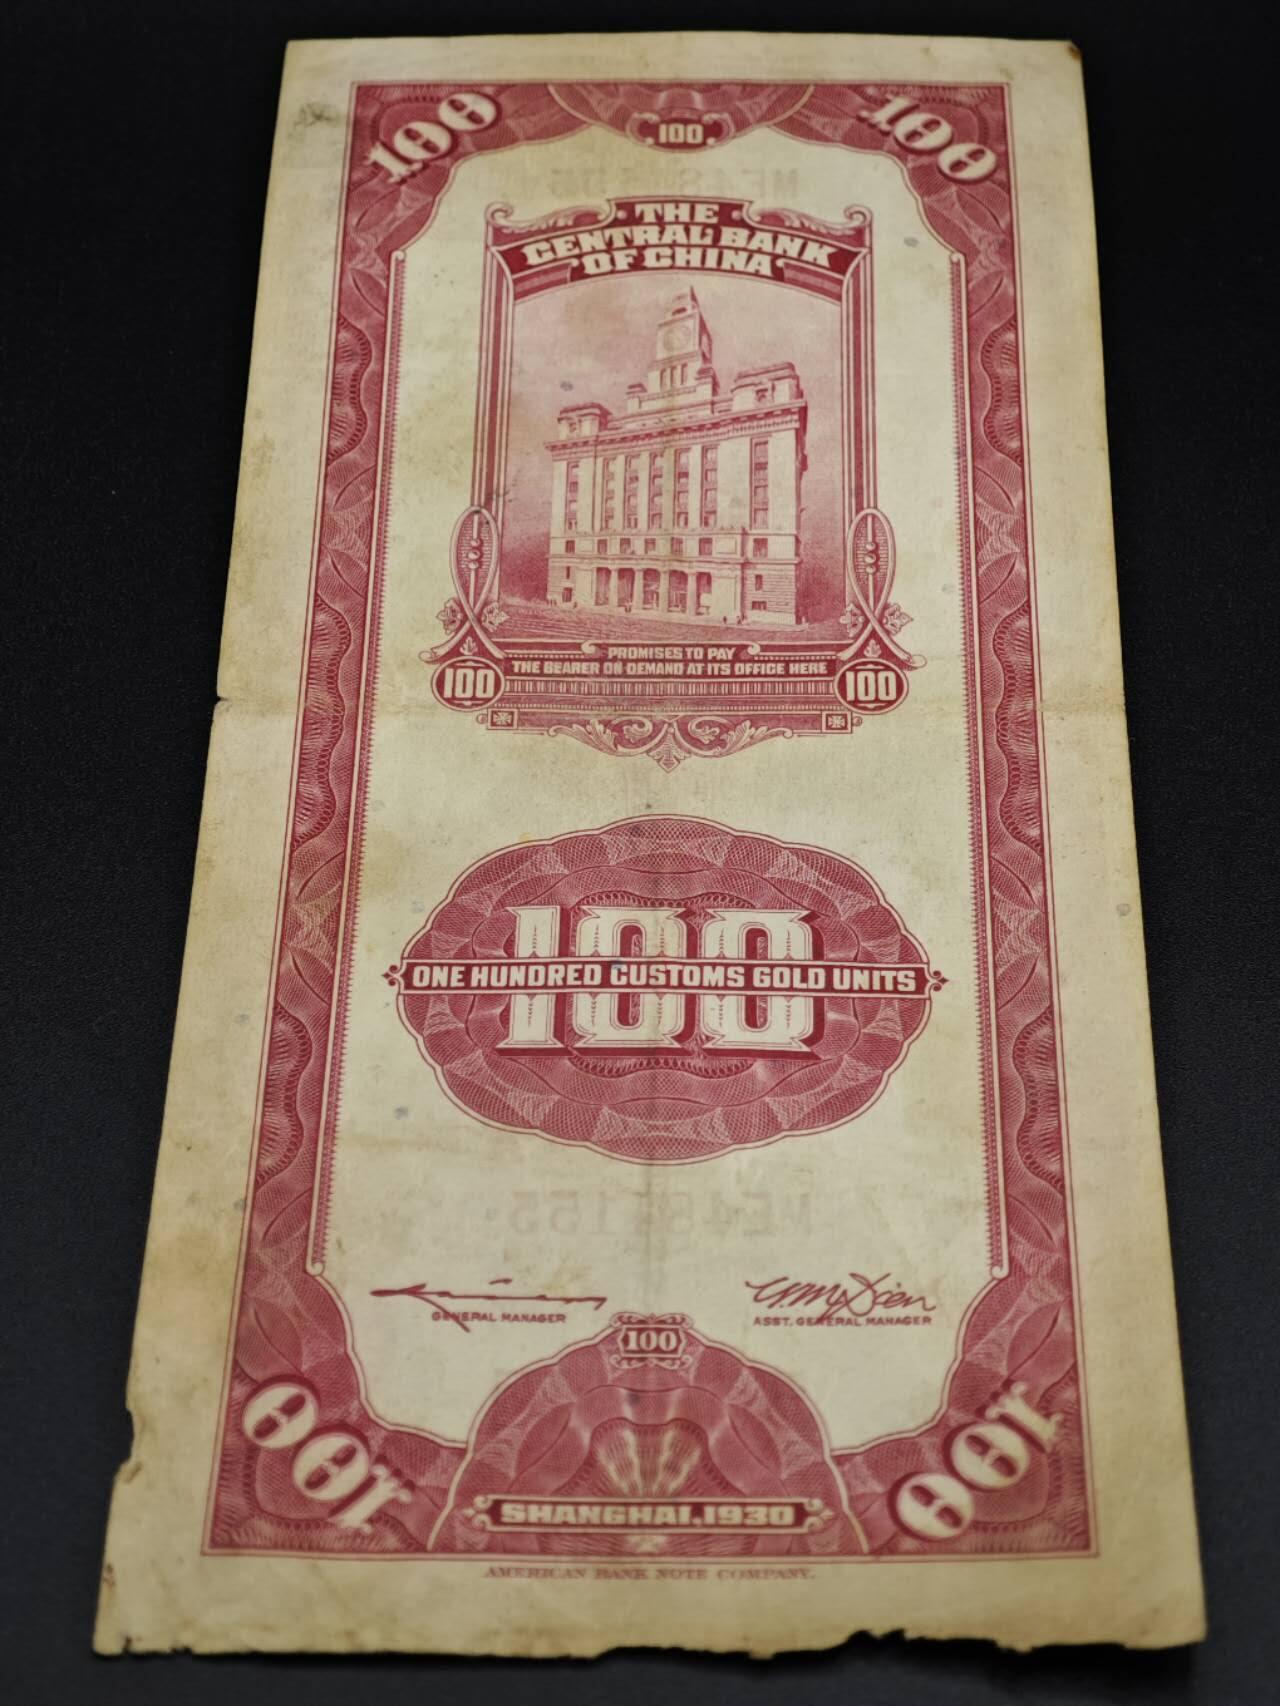 100 100 100
THE
CENTRAL BANK
OF CHINA
PROMISES TO PAY
THE BEARER ON DEMAND AT ITS OFFICE HERE
100 100
100
ONE HUNDRED CUSTOMS GOLD UNITS
GENERAL MANAGER ASST. GENERAL MANAGER
100
100 100
SHANGHAI, 1930
AMERICAN BANK NOTE COMPANY.